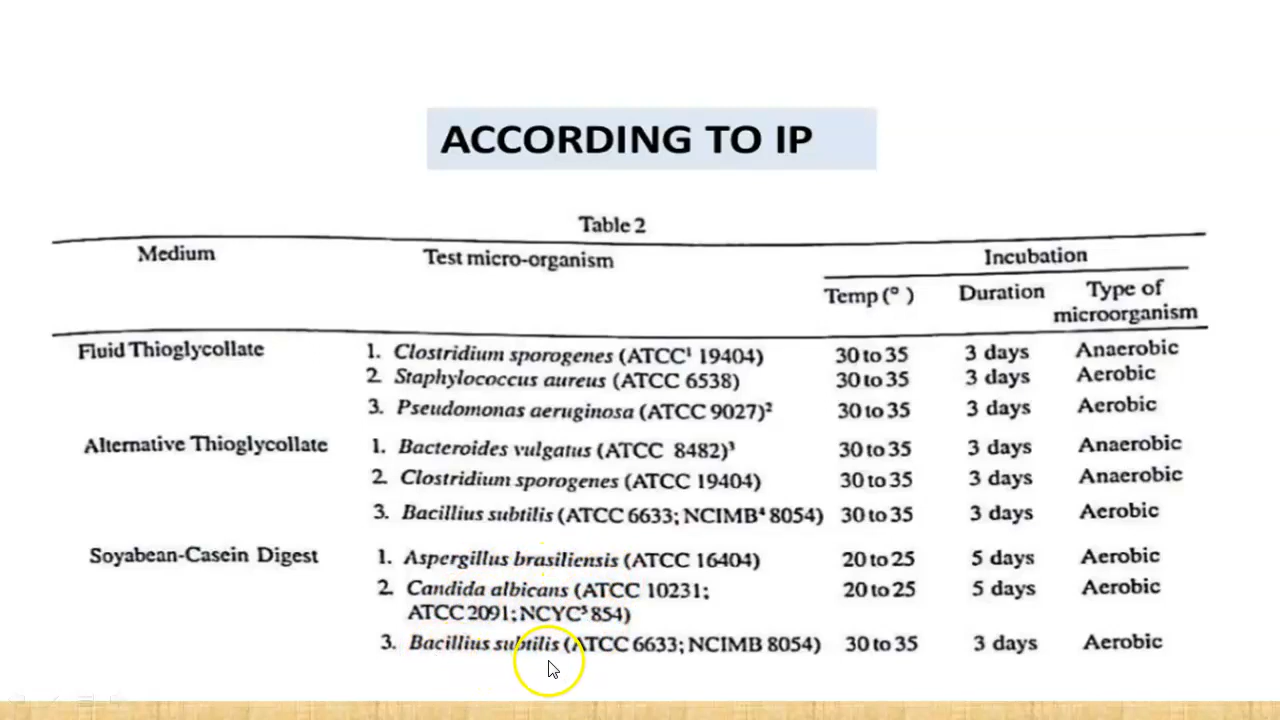 ACCORDING TO IP
Table 2
Medium Test micro-organism Incubation
Temp (° ) Duration Type of microorganism
Fluid Thioglycollate 1. Clostridium sporogenes (ATCC¹ 19404) 30 to 35 3 days Anaerobic
2. Staphylococcus aureus (ATCC 6538) 30 to 35 3 days Aerobic
3. Pseudomonas aeruginosa (ATCC 9027)² 30 to 35 3 days Aerobic
Alternative Thioglycollate 1. Bacteroides vulgatus (ATCC 8482)³ 30 to 35 3 days Anaerobic
2. Clostridium sporogenes (ATCC 19404) 30 to 35 3 days Anaerobic
3. Bacillius subtilis (ATCC 6633; NCIMB⁴ 8054) 30 to 35 3 days Aerobic
Soyabean-Casein Digest 1. Aspergillus brasiliensis (ATCC 16404) 20 to 25 5 days Aerobic
2. Candida albicans (ATCC 10231; 20 to 25 5 days Aerobic
ATCC 2091; NCYC⁵ 854)
3. Bacillius subtilis (ATCC 6633; NCIMB 8054) 30 to 35 3 days Aerobic